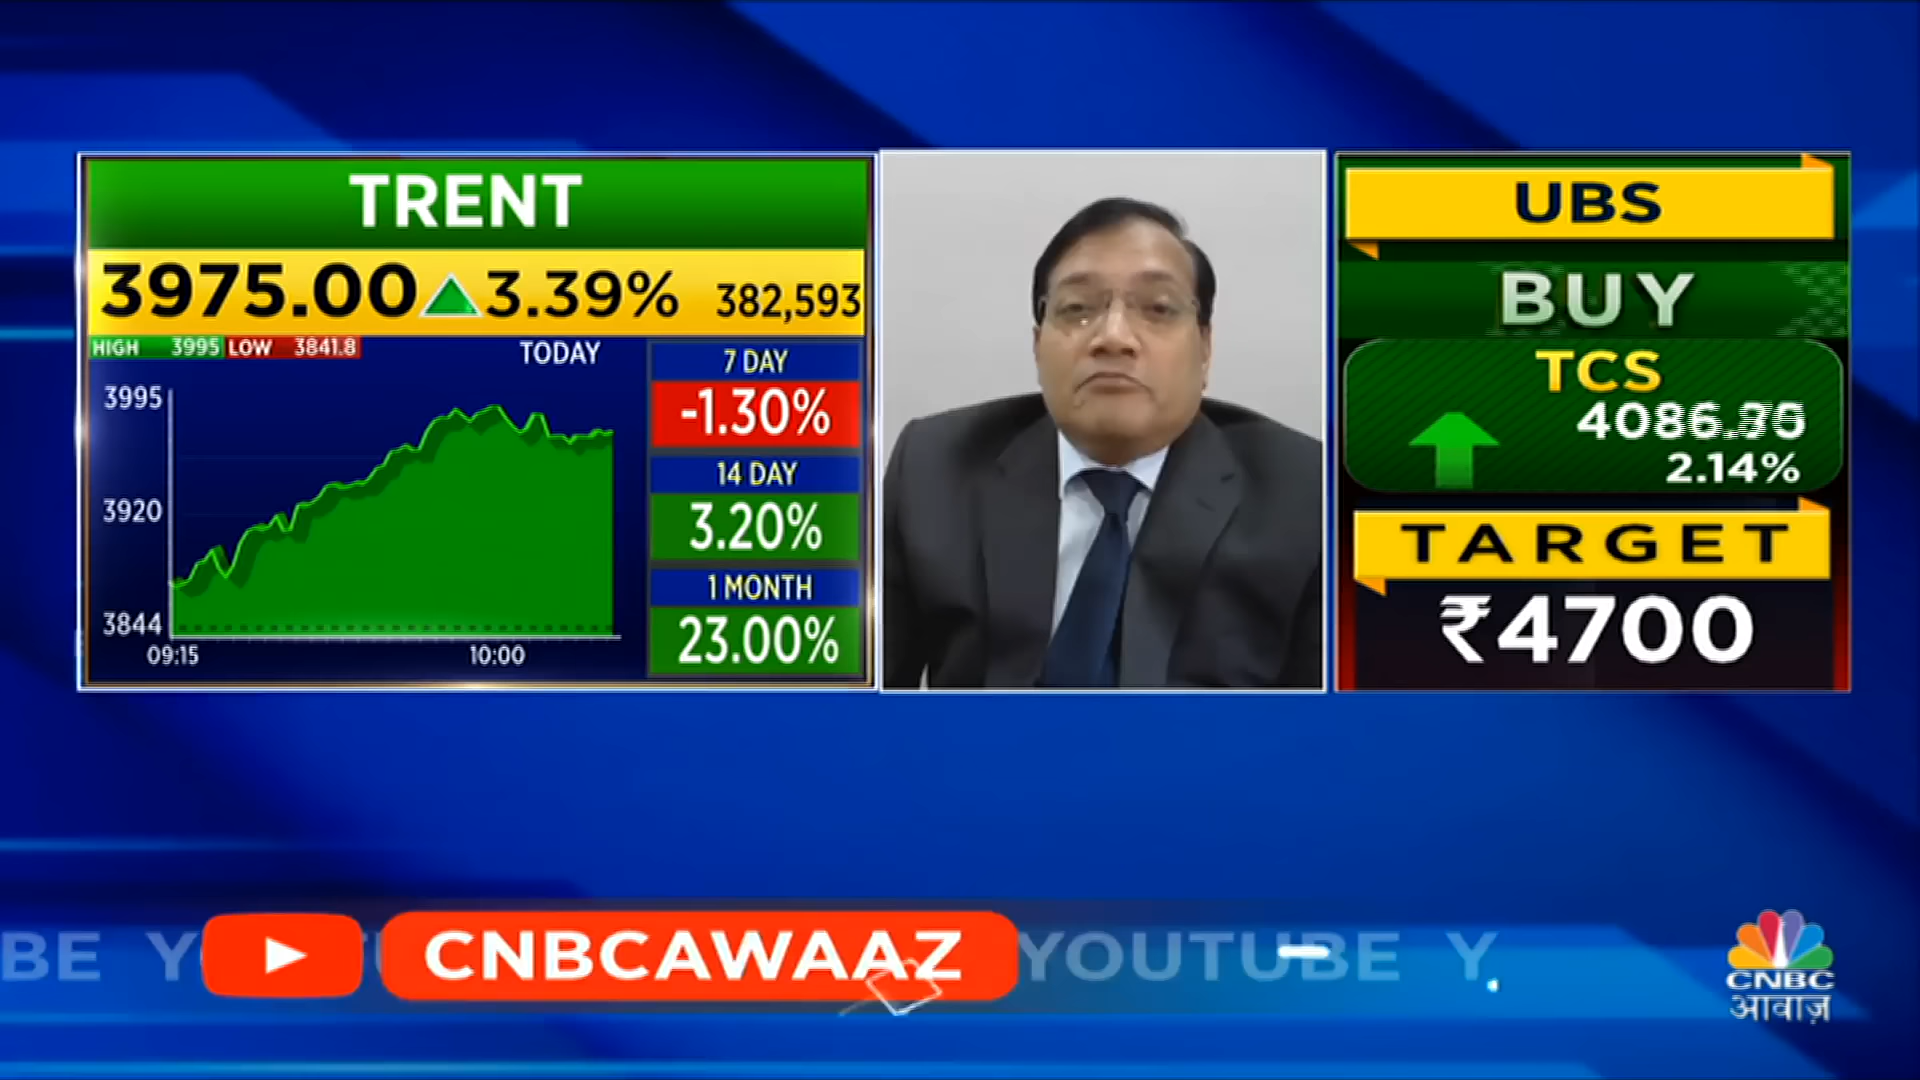 TRENT
3975.00 3.39% 382,593
HIGH 3995 LOW 3841.8
TODAY
3995
3920
3844
09:15 10:00
7 DAY
-1.30%
14 DAY
3.20%
1 MONTH
23.00%
UBS
BUY
TCS
2.14%
TARGET
₹4700
BE Y
CNBCAWAAZ
YOUTUBE Y
CNBC
आवाज़